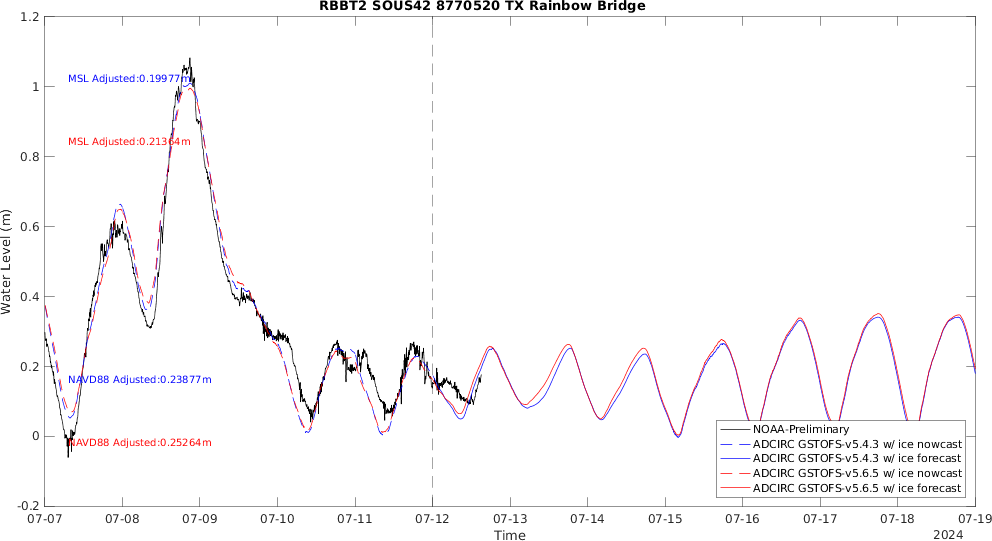 RBBT2 SOUS42 8770520 TX Rainbow Bridge
1.2
1
0.8
0.6
0.4
0.2
0
-0.2
Water Level (m)
MSL Adjusted:0.19977m
MSL Adjusted:0.21364m
NAVD88 Adjusted:0.23877m
NAVD88 Adjusted:0.25264m
NOAA-Preliminary
ADCIRC GSTOFS-v5.4.3 w/ ice nowcast
ADCIRC GSTOFS-v5.4.3 w/ ice forecast
ADCIRC GSTOFS-v5.6.5 w/ ice nowcast
ADCIRC GSTOFS-v5.6.5 w/ ice forecast
07-07 07-08 07-09 07-10 07-11 07-12 07-13 07-14 07-15 07-16 07-17 07-18 07-19
Time
2024